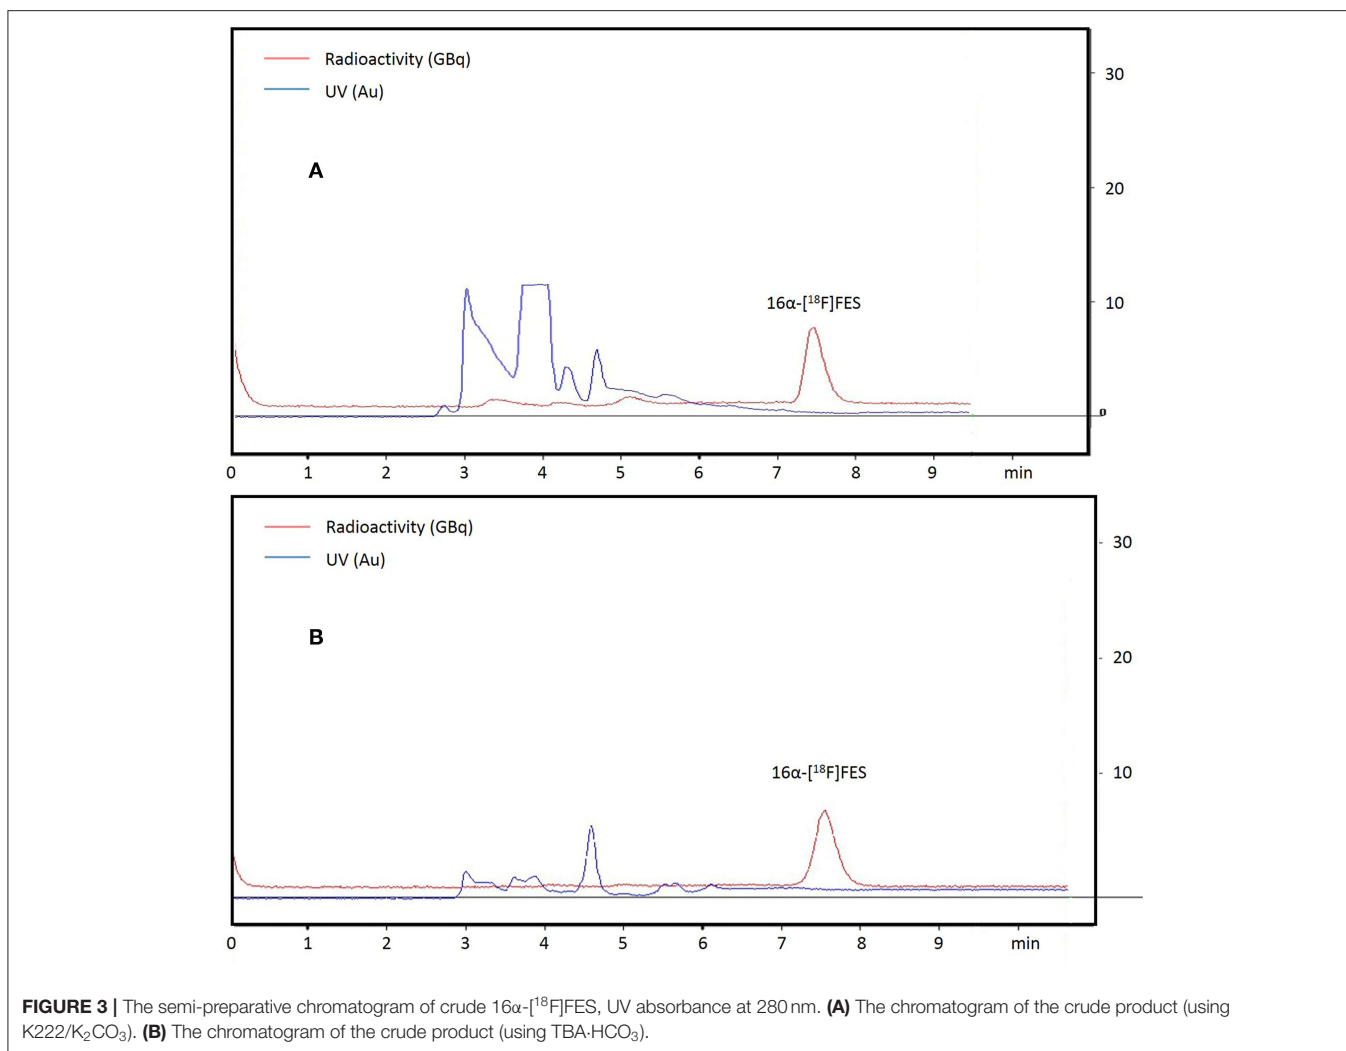 Radioactivity (GBq)
UV (Au)
A
16α-[¹⁸F]FES
30
20
10
0
0 1 2 3 4 5 6 7 8 9 min
Radioactivity (GBq)
UV (Au)
B
16α-[¹⁸F]FES
30
20
10
0 1 2 3 4 5 6 7 8 9 min
FIGURE 3 | The semi-preparative chromatogram of crude 16α-[¹⁸F]FES, UV absorbance at 280 nm. (A) The chromatogram of the crude product (using
K222/K₂CO₃). (B) The chromatogram of the crude product (using TBA·HCO₃).